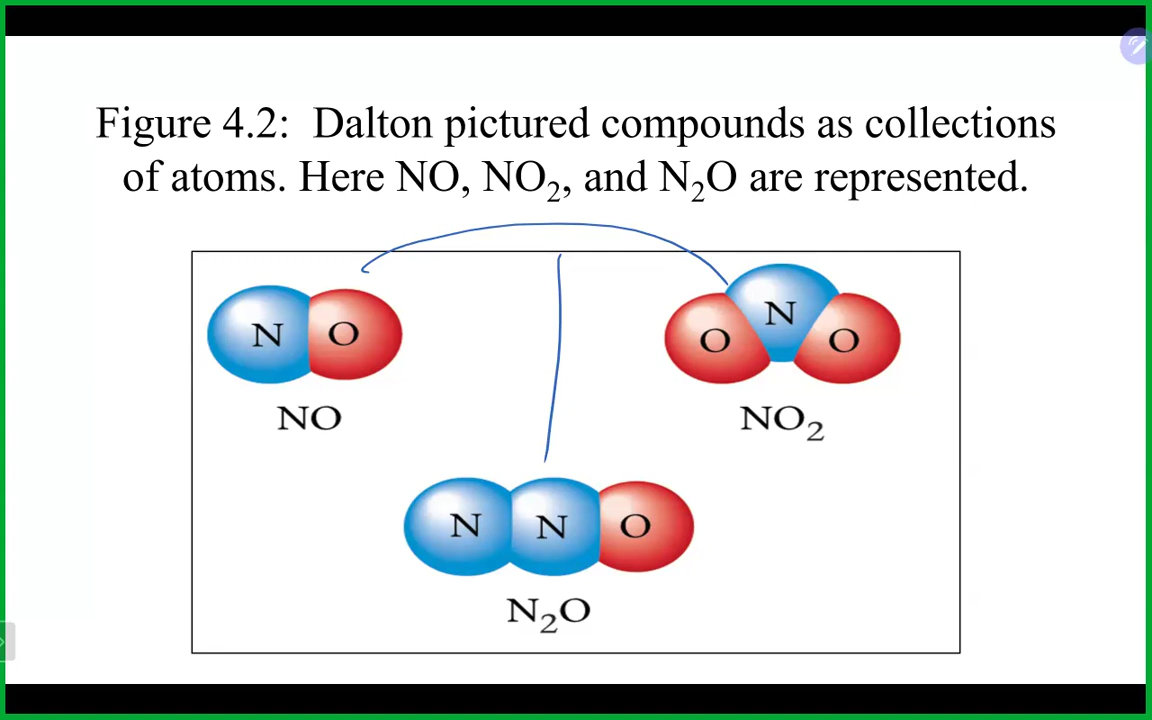 Figure 4.2:  Dalton pictured compounds as collections
of atoms. Here NO, NO₂, and N₂O are represented.
N O
O N O
NO
NO₂
N N O
N₂O